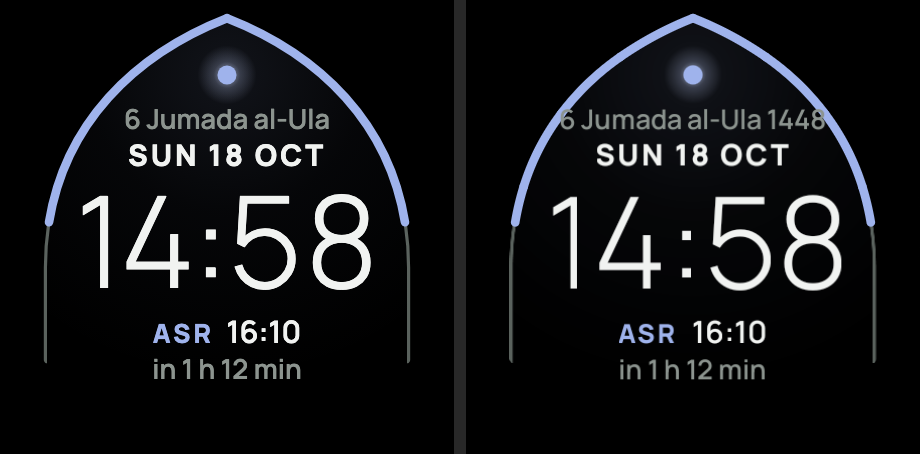 6 Jumada al-Ula
SUN 18 OCT
14:58
ASR 16:10
in 1 h 12 min
6 Jumada al-Ula 1448
SUN 18 OCT
14:58
ASR 16:10
in 1 h 12 min